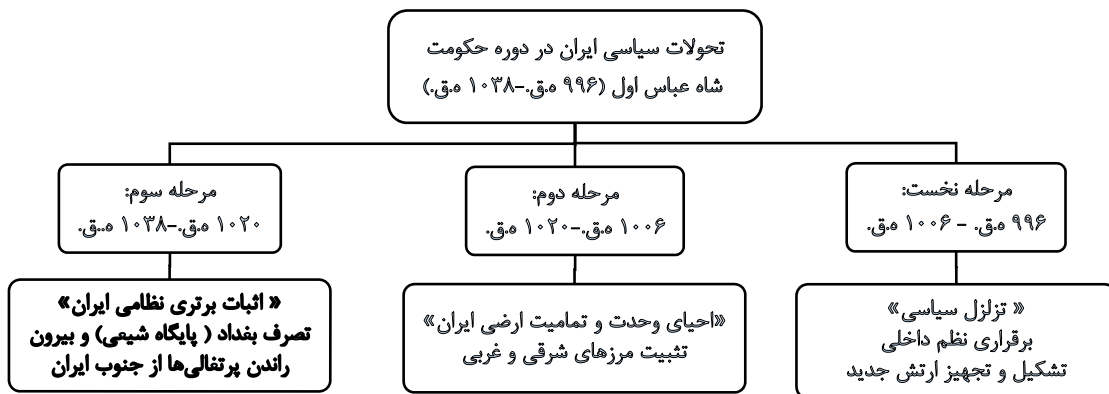 تحولات سیاسی ایران در دوره حکومت
شاه عباس اول (۹۹۶ ه.ق.-۱۰۳۸ ه.ق.)
مرحله نخست:
۹۹۶ ه.ق. - ۱۰۰۶ ه.ق.
« تزلزل سیاسی»
برقراری نظم داخلی
تشکیل و تجهیز ارتش جدید
مرحله دوم:
۱۰۰۶ ه.ق.-۱۰۲۰ ه.ق.
«احیای وحدت و تمامیت ارضی ایران»
تثبیت مرزهای شرقی و غربی
مرحله سوم:
۱۰۲۰ ه.ق.-۱۰۳۸ ه..ق.
« اثبات برتری نظامی ایران»
تصرف بغداد ( پایگاه شیعی) و بیرون
راندن پرتغالی‌ها از جنوب ایران